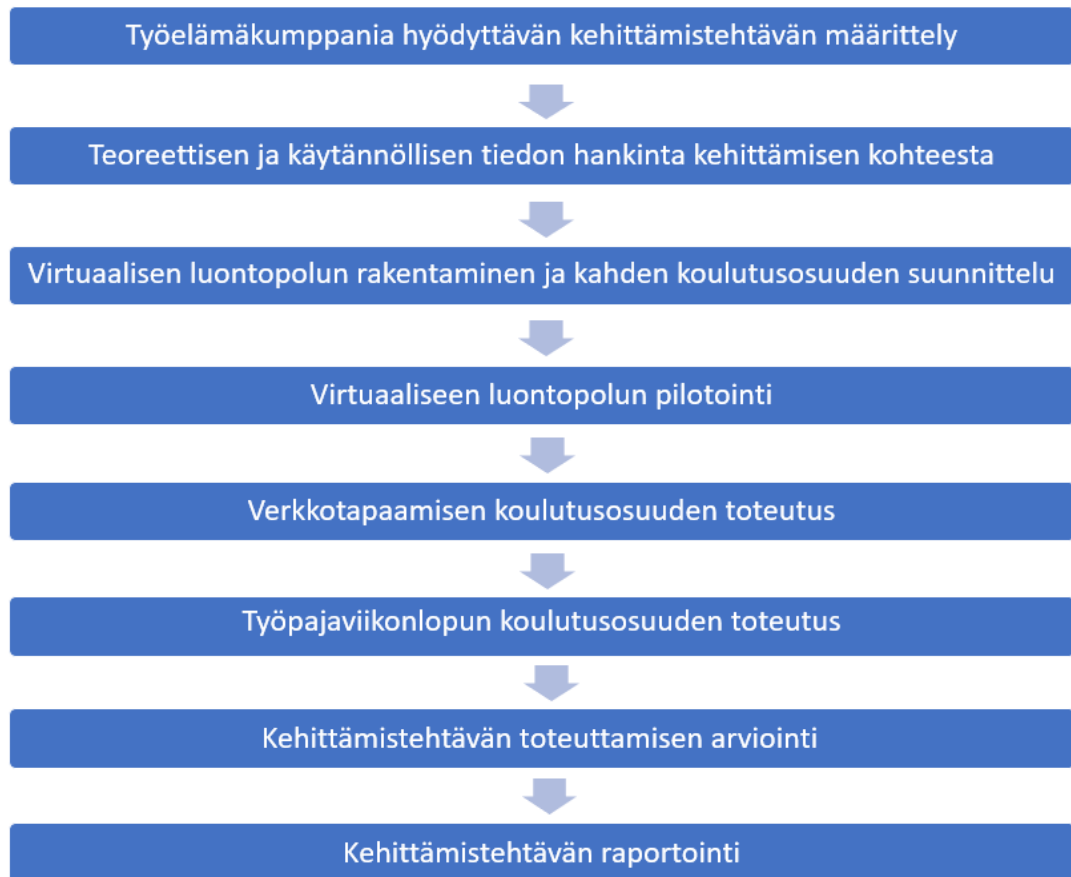 Työelämäkumppania hyödyttävän kehittämistehtävän määrittely
Teoreettisen ja käytännöllisen tiedon hankinta kehittämisen kohteesta
Virtuaalisen luontopolun rakentaminen ja kahden koulutusosuuden suunnittelu
Virtuaaliseen luontopolun pilotointi
Verkkotapaamisen koulutusosuuden toteutus
Työpajaviikonlopun koulutusosuuden toteutus
Kehittämistehtävän toteuttamisen arviointi
Kehittämistehtävän raportointi